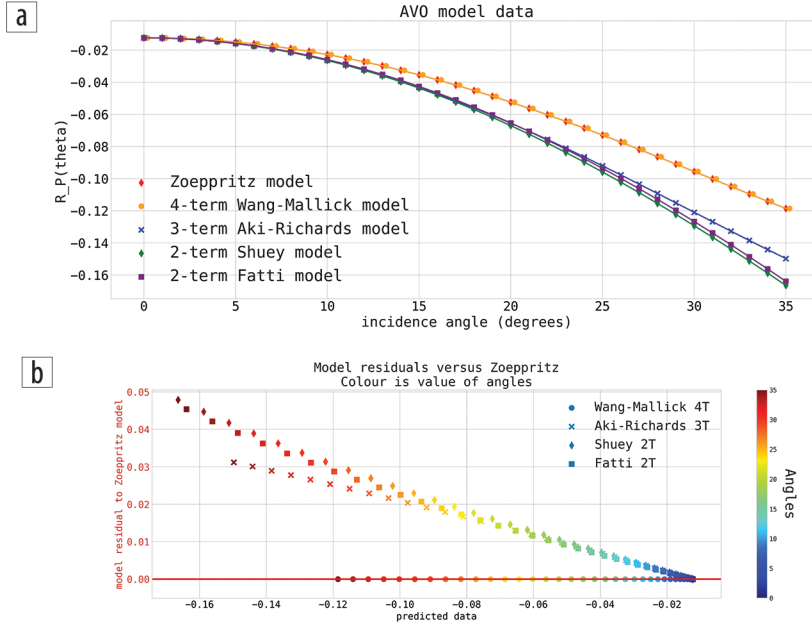 a
AVO model data
R_P(theta)
−0.02
−0.04
−0.06
−0.08
−0.10
−0.12
−0.14
−0.16
Zoeppritz model
4-term Wang-Mallick model
3-term Aki-Richards model
2-term Shuey model
2-term Fatti model
0 5 10 15 20 25 30 35
incidence angle (degrees)
b
Model residuals versus Zoeppritz
Colour is value of angles
model residual to Zoeppritz model
0.05
0.04
0.03
0.02
0.01
0.00
Wang-Mallick 4T
Aki-Richards 3T
Shuey 2T
Fatti 2T
−0.16 −0.14 −0.12 −0.10 −0.08 −0.06 −0.04 −0.02
predicted data
35
30
25
20
15
10
5
0
Angles